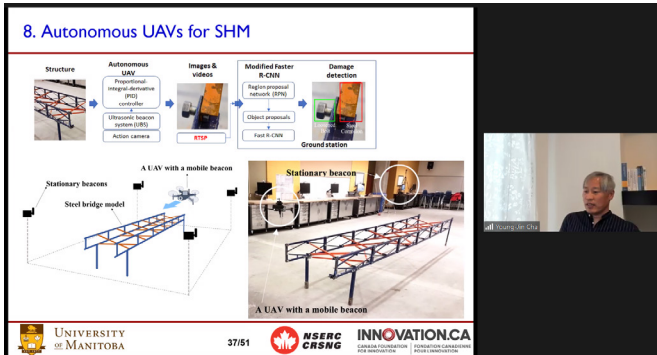 8. Autonomous UAVs for SHM
Structure
Autonomous
UAV
Proportional-
integral-derivative
(PID)
controller
Ultrasonic beacon
system (UBS)
Action camera
Images &
videos
RTSP
Modified Faster
R-CNN
Region proposal
network (RPN)
Object proposals
Fast R-CNN
Damage
detection
Ground station
A UAV with a mobile beacon
Stationary beacons
Steel bridge model
Stationary beacon
A UAV with a mobile beacon
UNIVERSITY
OF MANITOBA
37/51
NSERC
CRSNG
INNOVATION.CA
CANADA FOUNDATION
FOR INNOVATION
FONDATION CANADIENNE
POUR L'INNOVATION
Young-Jin Cha